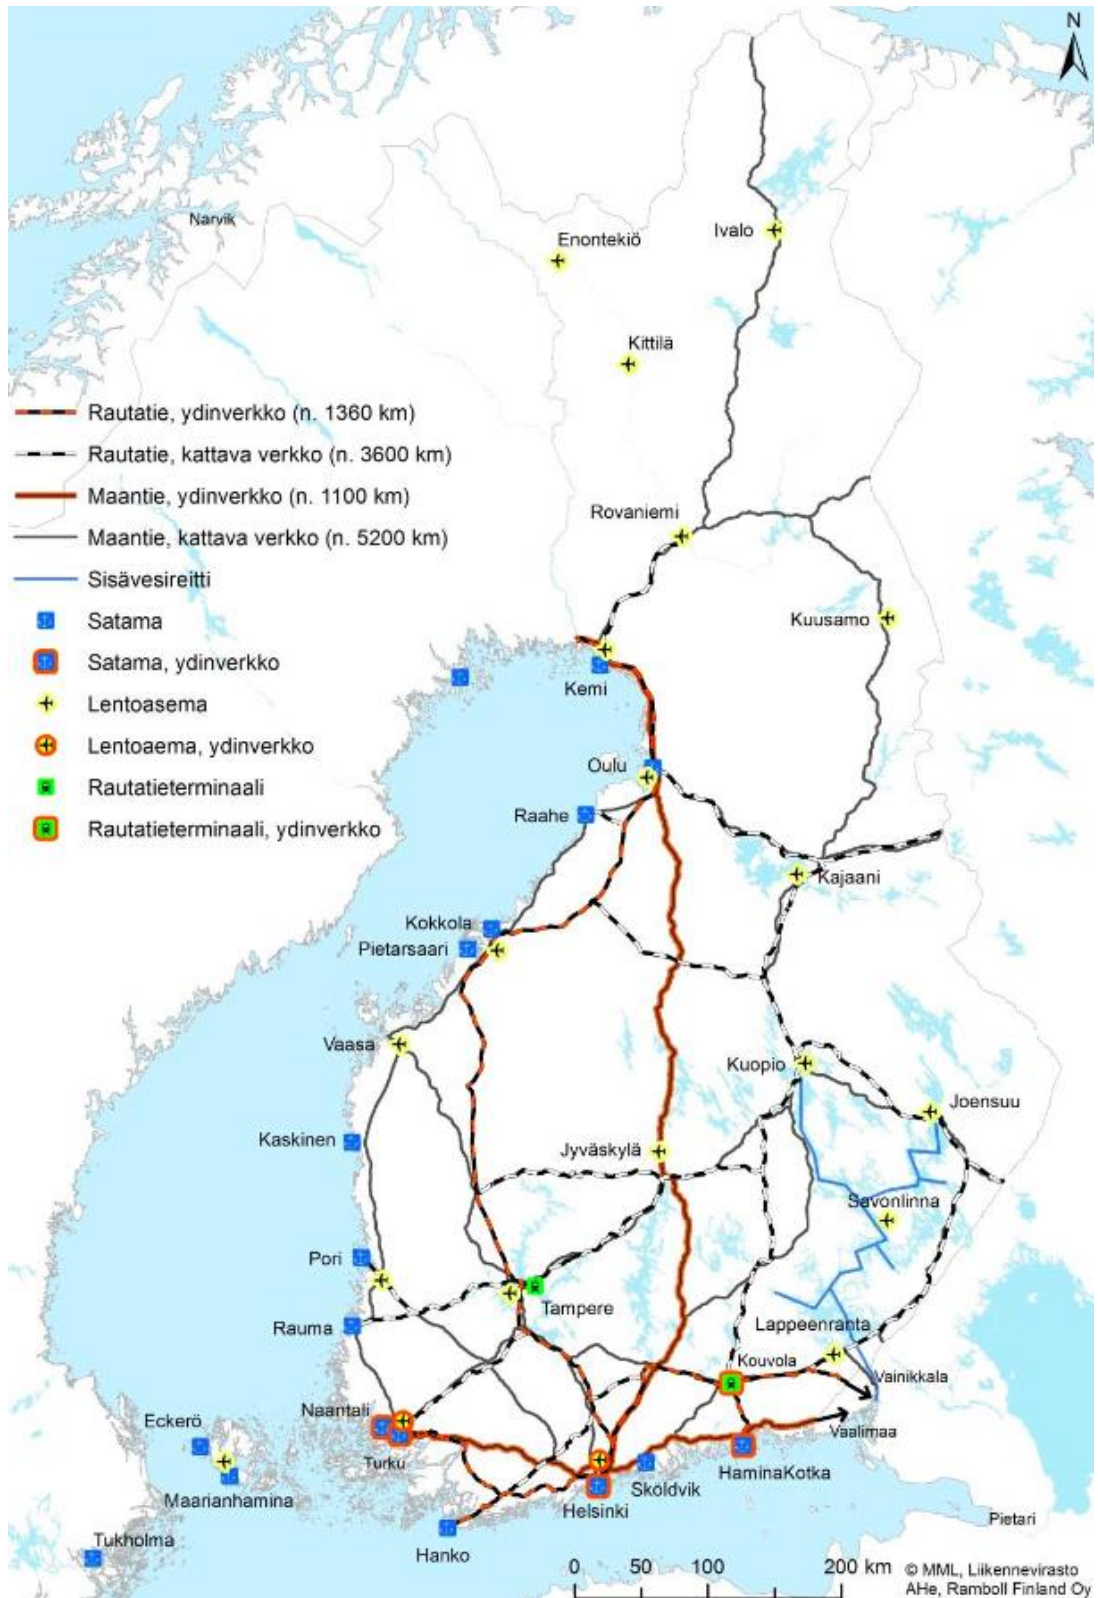 N
Narvik
Enontekiö
Ivalo
Kittilä
Rautatie, ydinverkko (n. 1360 km)
Rautatie, kattava verkko (n. 3600 km)
Maantie, ydinverkko (n. 1100 km)
Maantie, kattava verkko (n. 5200 km)
Sisävesireitti
Satama
Satama, ydinverkko
Lentoasema
Lentoaema, ydinverkko
Rautatieterminaali
Rautatieterminaali, ydinverkko
Rovaniemi
Kuusamo
Kemi
Oulu
Raahe
Kajaani
Kokkola
Pietarsaari
Vaasa
Kuopio
Joensuu
Kaskinen
Jyväskylä
Savonlinna
Pori
Tampere
Rauma
Lappeenranta
Kouvola
Vainikkala
Naantali
Eckerö
Turku
Vaalimaa
Maarianhamina
Sköldvik
HaminaKotka
Helsinki
Pietari
Tukholma
Hanko
0 50 100 200 km
© MML, Liikennevirasto
AHe, Ramboll Finland Oy